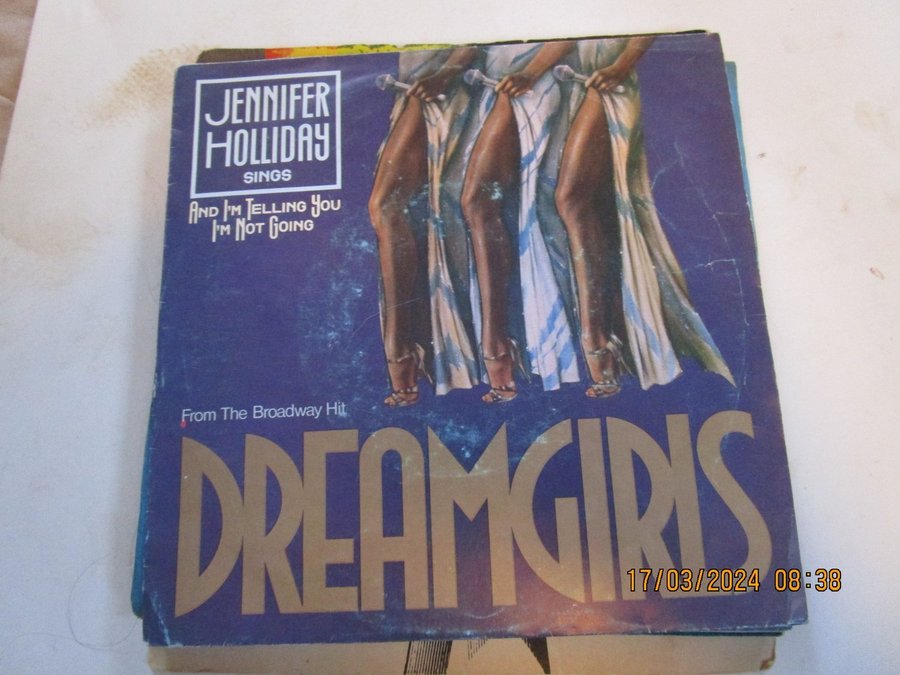 JENNIFER
HOLLIDAY
SINGS
AND I'M TELLING YOU
I'M NOT GOING
From The Broadway Hit
DREAMGIRLS
17/03/2024 08:38